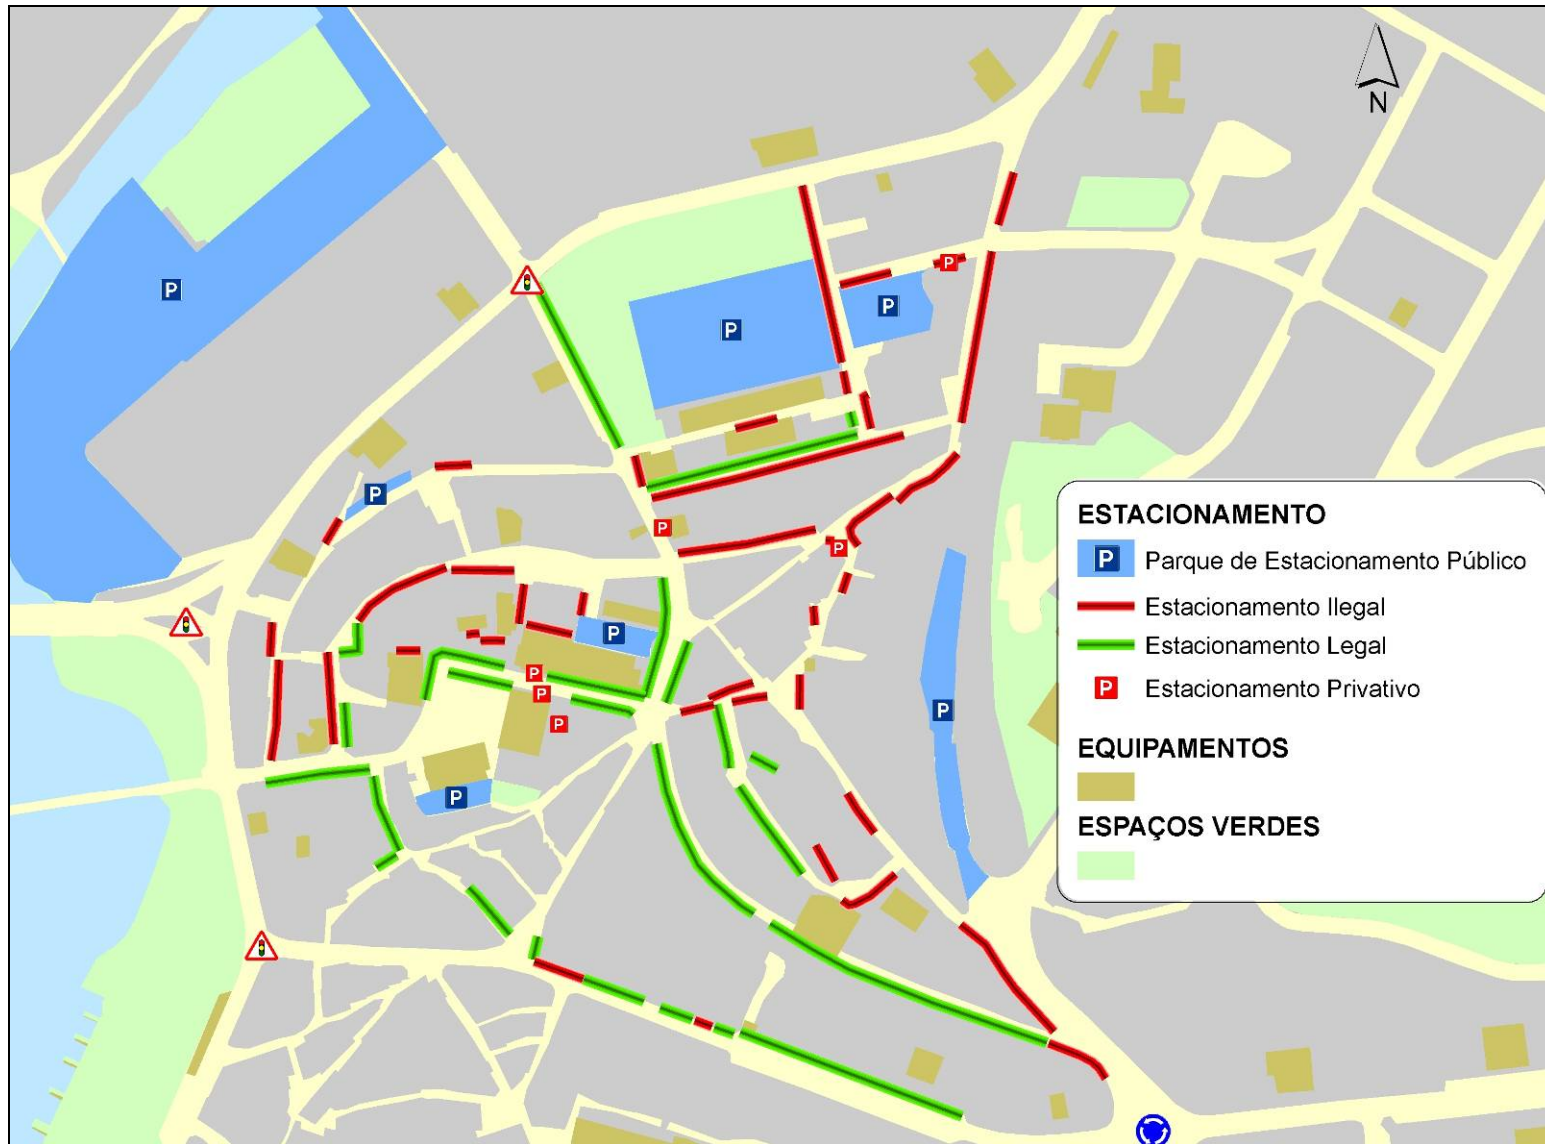 N
P
P
P
P
P
P
P
P
P
P
P
P
P
P
ESTACIONAMENTO
P Parque de Estacionamento Público
Estacionamento Ilegal
Estacionamento Legal
P Estacionamento Privativo
EQUIPAMENTOS
ESPAÇOS VERDES